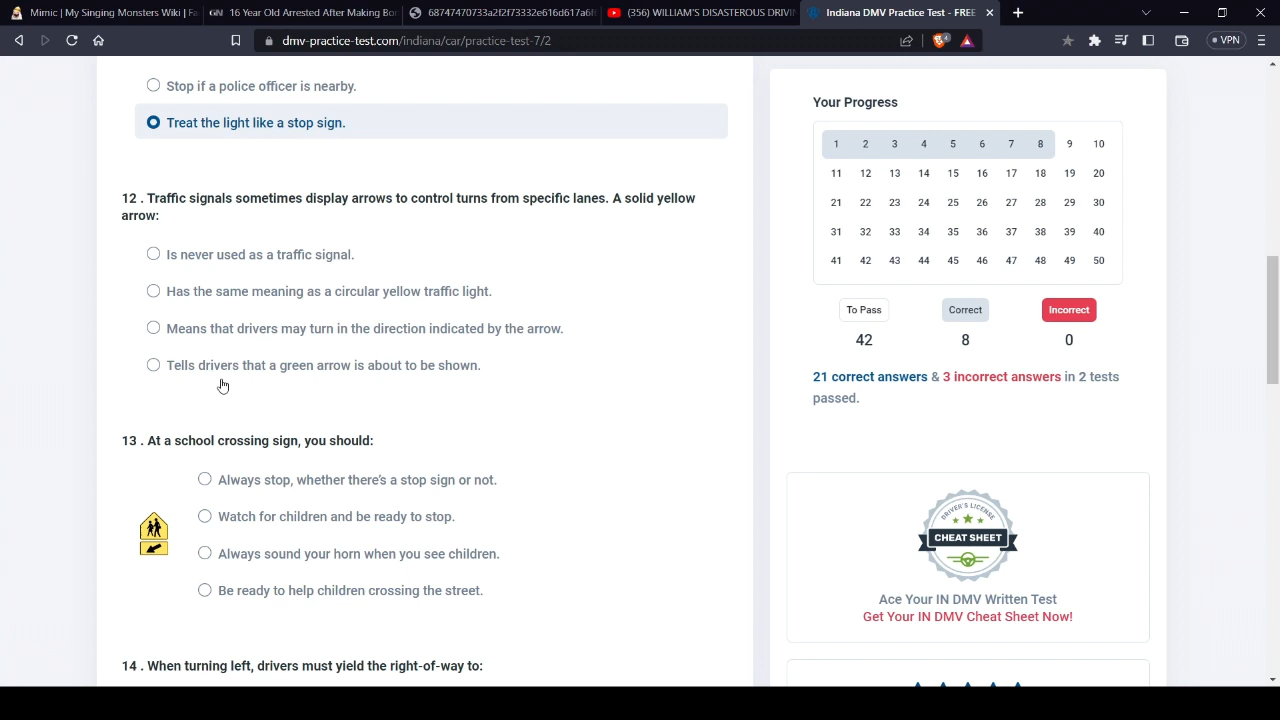 Mimic | My Singing Monsters Wiki | Fa
16 Year Old Arrested After Making Bor
68747470733a2f2f73332e616d617a6f
(356) WILLIAM'S DISASTEROUS DRIVIN
Indiana DMV Practice Test - FREE
dmv-practice-test.com/indiana/car/practice-test-7/2
4
VPN
Stop if a police officer is nearby.
Treat the light like a stop sign.
12 . Traffic signals sometimes display arrows to control turns from specific lanes. A solid yellow
arrow:
Is never used as a traffic signal.
Has the same meaning as a circular yellow traffic light.
Means that drivers may turn in the direction indicated by the arrow.
Tells drivers that a green arrow is about to be shown.
13 . At a school crossing sign, you should:
Always stop, whether there's a stop sign or not.
Watch for children and be ready to stop.
Always sound your horn when you see children.
Be ready to help children crossing the street.
14 . When turning left, drivers must yield the right-of-way to:
Your Progress
1 2 3 4 5 6 7 8 9 10
11 12 13 14 15 16 17 18 19 20
21 22 23 24 25 26 27 28 29 30
31 32 33 34 35 36 37 38 39 40
41 42 43 44 45 46 47 48 49 50
To Pass Correct Incorrect
42 8 0
21 correct answers & 3 incorrect answers in 2 tests
passed.
DRIVER'S LICENSE
CHEAT SHEET
Ace Your IN DMV Written Test
Get Your IN DMV Cheat Sheet Now!